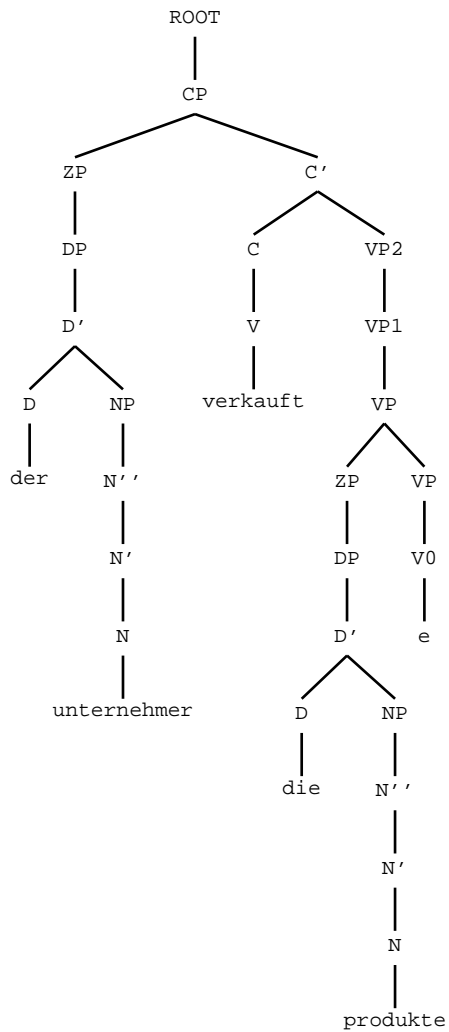 ROOT
CP
ZP C'
DP C VP2
D' V VP1
D NP verkauft VP
der N'' ZP VP
N' DP V0
N D' e
unternehmer D NP
die N''
N'
N
produkte